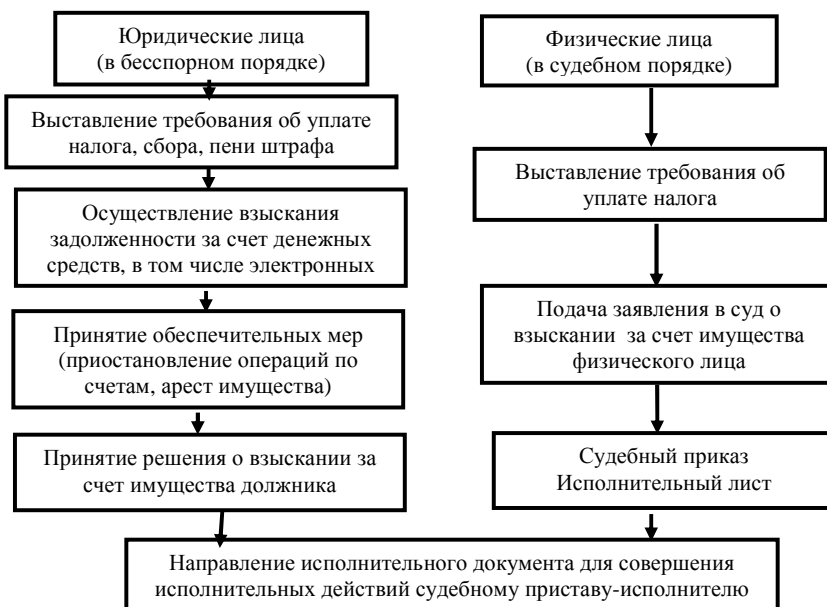 Юридические лица
(в бесспорном порядке)
Выставление требования об уплате
налога, сбора, пени штрафа
Осуществление взыскания
задолженности за счет денежных
средств, в том числе электронных
Принятие обеспечительных мер
(приостановление операций по
счетам, арест имущества)
Принятие решения о взыскании за
счет имущества должника
Физические лица
(в судебном порядке)
Выставление требования об
уплате налога
Подача заявления в суд о
взыскании за счет имущества
физического лица
Судебный приказ
Исполнительный лист
Направление исполнительного документа для совершения
исполнительных действий судебному приставу-исполнителю